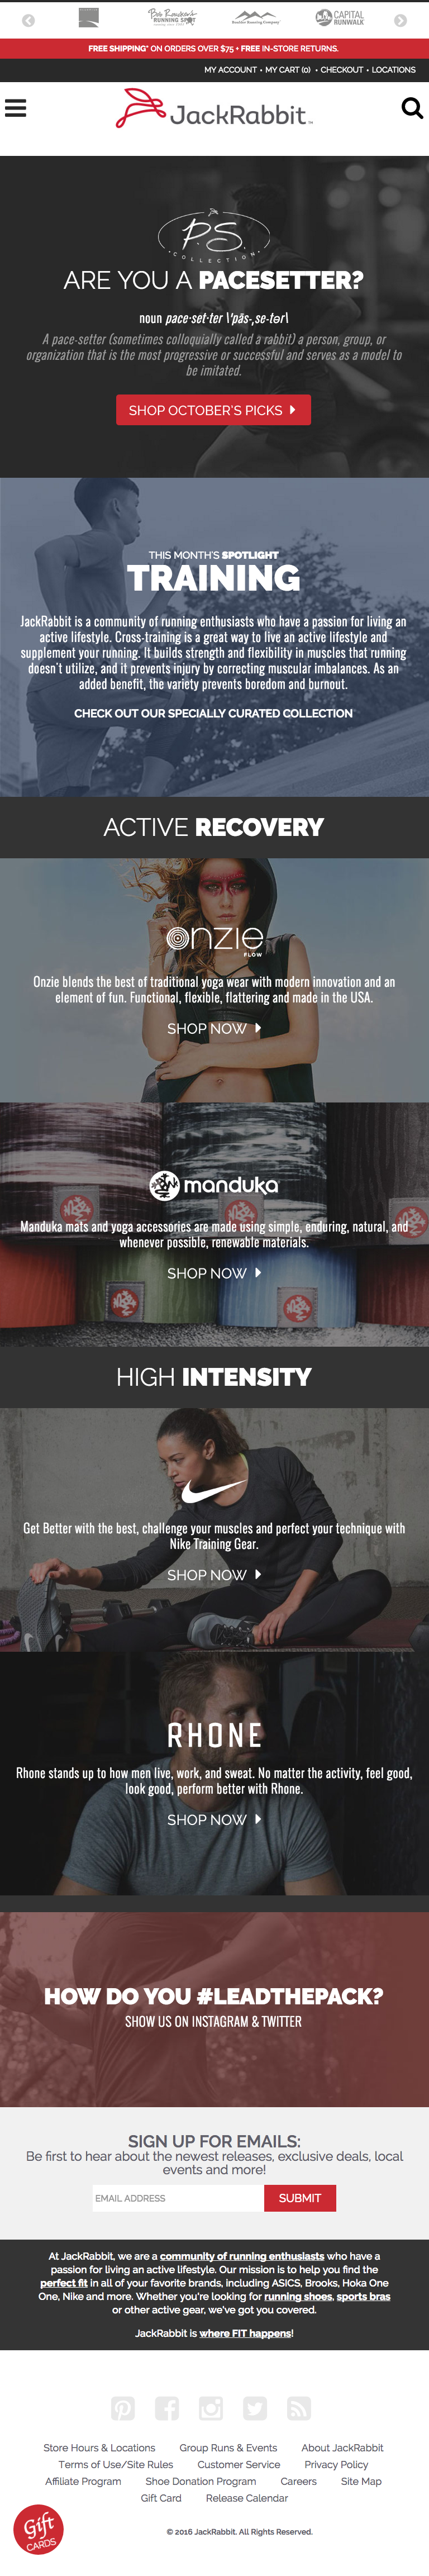 Bob Roncker's
RUNNING SPOT
Boulder Running Company
CAPITAL
RUNWALK
FREE SHIPPING* ON ORDERS OVER $75 + FREE IN-STORE RETURNS.
MY ACCOUNT • MY CART (0) • CHECKOUT • LOCATIONS
JackRabbit™
P.S.
COLLECTION
ARE YOU A PACESETTER?
noun pace·set·ter \'pās-ˌse-tər\
A pace-setter (sometimes colloquially called a rabbit) a person, group, or
organization that is the most progressive or successful and serves as a model to
be imitated.
SHOP OCTOBER'S PICKS
THIS MONTH'S SPOTLIGHT
TRAINING
JackRabbit is a community of running enthusiasts who have a passion for living an
active lifestyle. Cross-training is a great way to live an active lifestyle and
supplement your running. It builds strength and flexibility in muscles that running
doesn't utilize, and it prevents injury by correcting muscular imbalances. As an
added benefit, the variety prevents boredom and burnout.
CHECK OUT OUR SPECIALLY CURATED COLLECTION
ACTIVE RECOVERY
onzie
FLOW
Onzie blends the best of traditional yoga wear with modern innovation and an
element of fun. Functional, flexible, flattering and made in the USA.
SHOP NOW
manduka
Manduka mats and yoga accessories are made using simple, enduring, natural, and
whenever possible, renewable materials.
SHOP NOW
HIGH INTENSITY
Get Better with the best, challenge your muscles and perfect your technique with
Nike Training Gear.
SHOP NOW
RHONE
Rhone stands up to how men live, work, and sweat. No matter the activity, feel good,
look good, perform better with Rhone.
SHOP NOW
HOW DO YOU #LEADTHEPACK?
SHOW US ON INSTAGRAM & TWITTER
SIGN UP FOR EMAILS:
Be first to hear about the newest releases, exclusive deals, local
events and more!
EMAIL ADDRESS
SUBMIT
At JackRabbit, we are a community of running enthusiasts who have a
passion for living an active lifestyle. Our mission is to help you find the
perfect fit in all of your favorite brands, including ASICS, Brooks, Hoka One
One, Nike and more. Whether you're looking for running shoes, sports bras
or other active gear, we've got you covered.
JackRabbit is where FIT happens!
Store Hours & Locations Group Runs & Events About JackRabbit
Terms of Use/Site Rules Customer Service Privacy Policy
Affiliate Program Shoe Donation Program Careers Site Map
Gift Card Release Calendar
Gift
CARDS
© 2016 JackRabbit. All Rights Reserved.